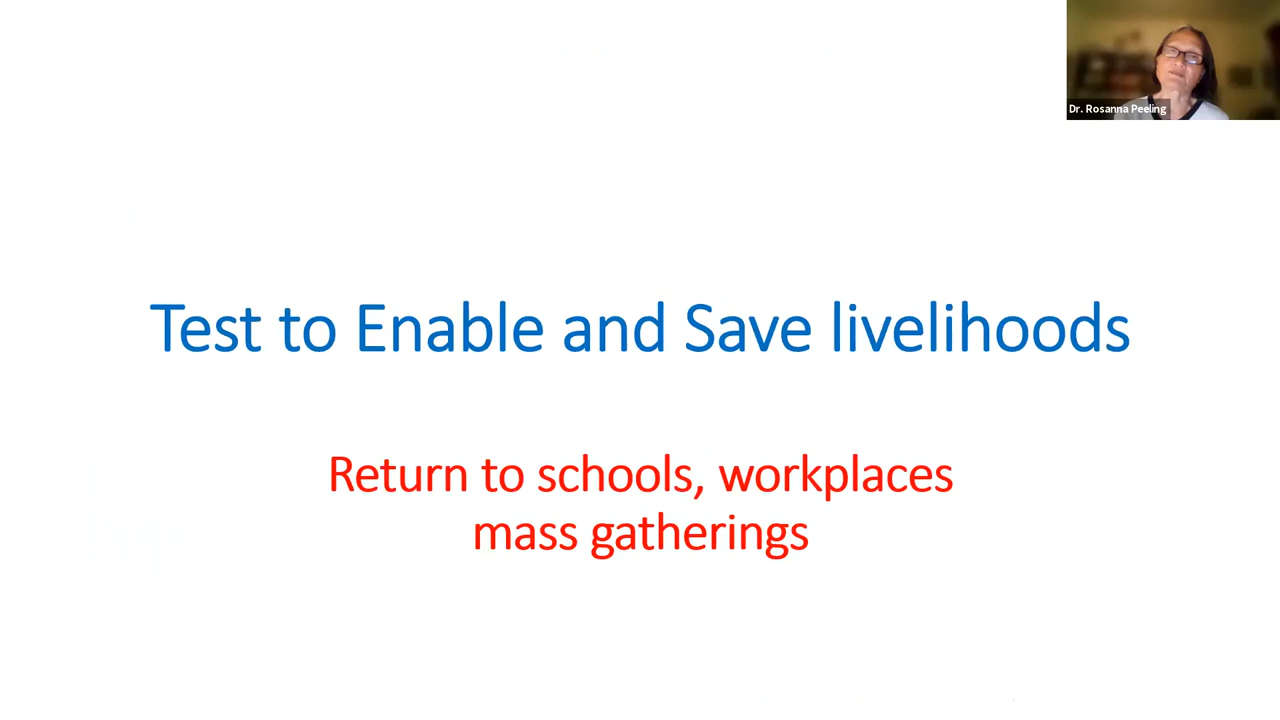 Dr. Rosanna Peeling
Test to Enable and Save livelihoods
Return to schools, workplaces
mass gatherings